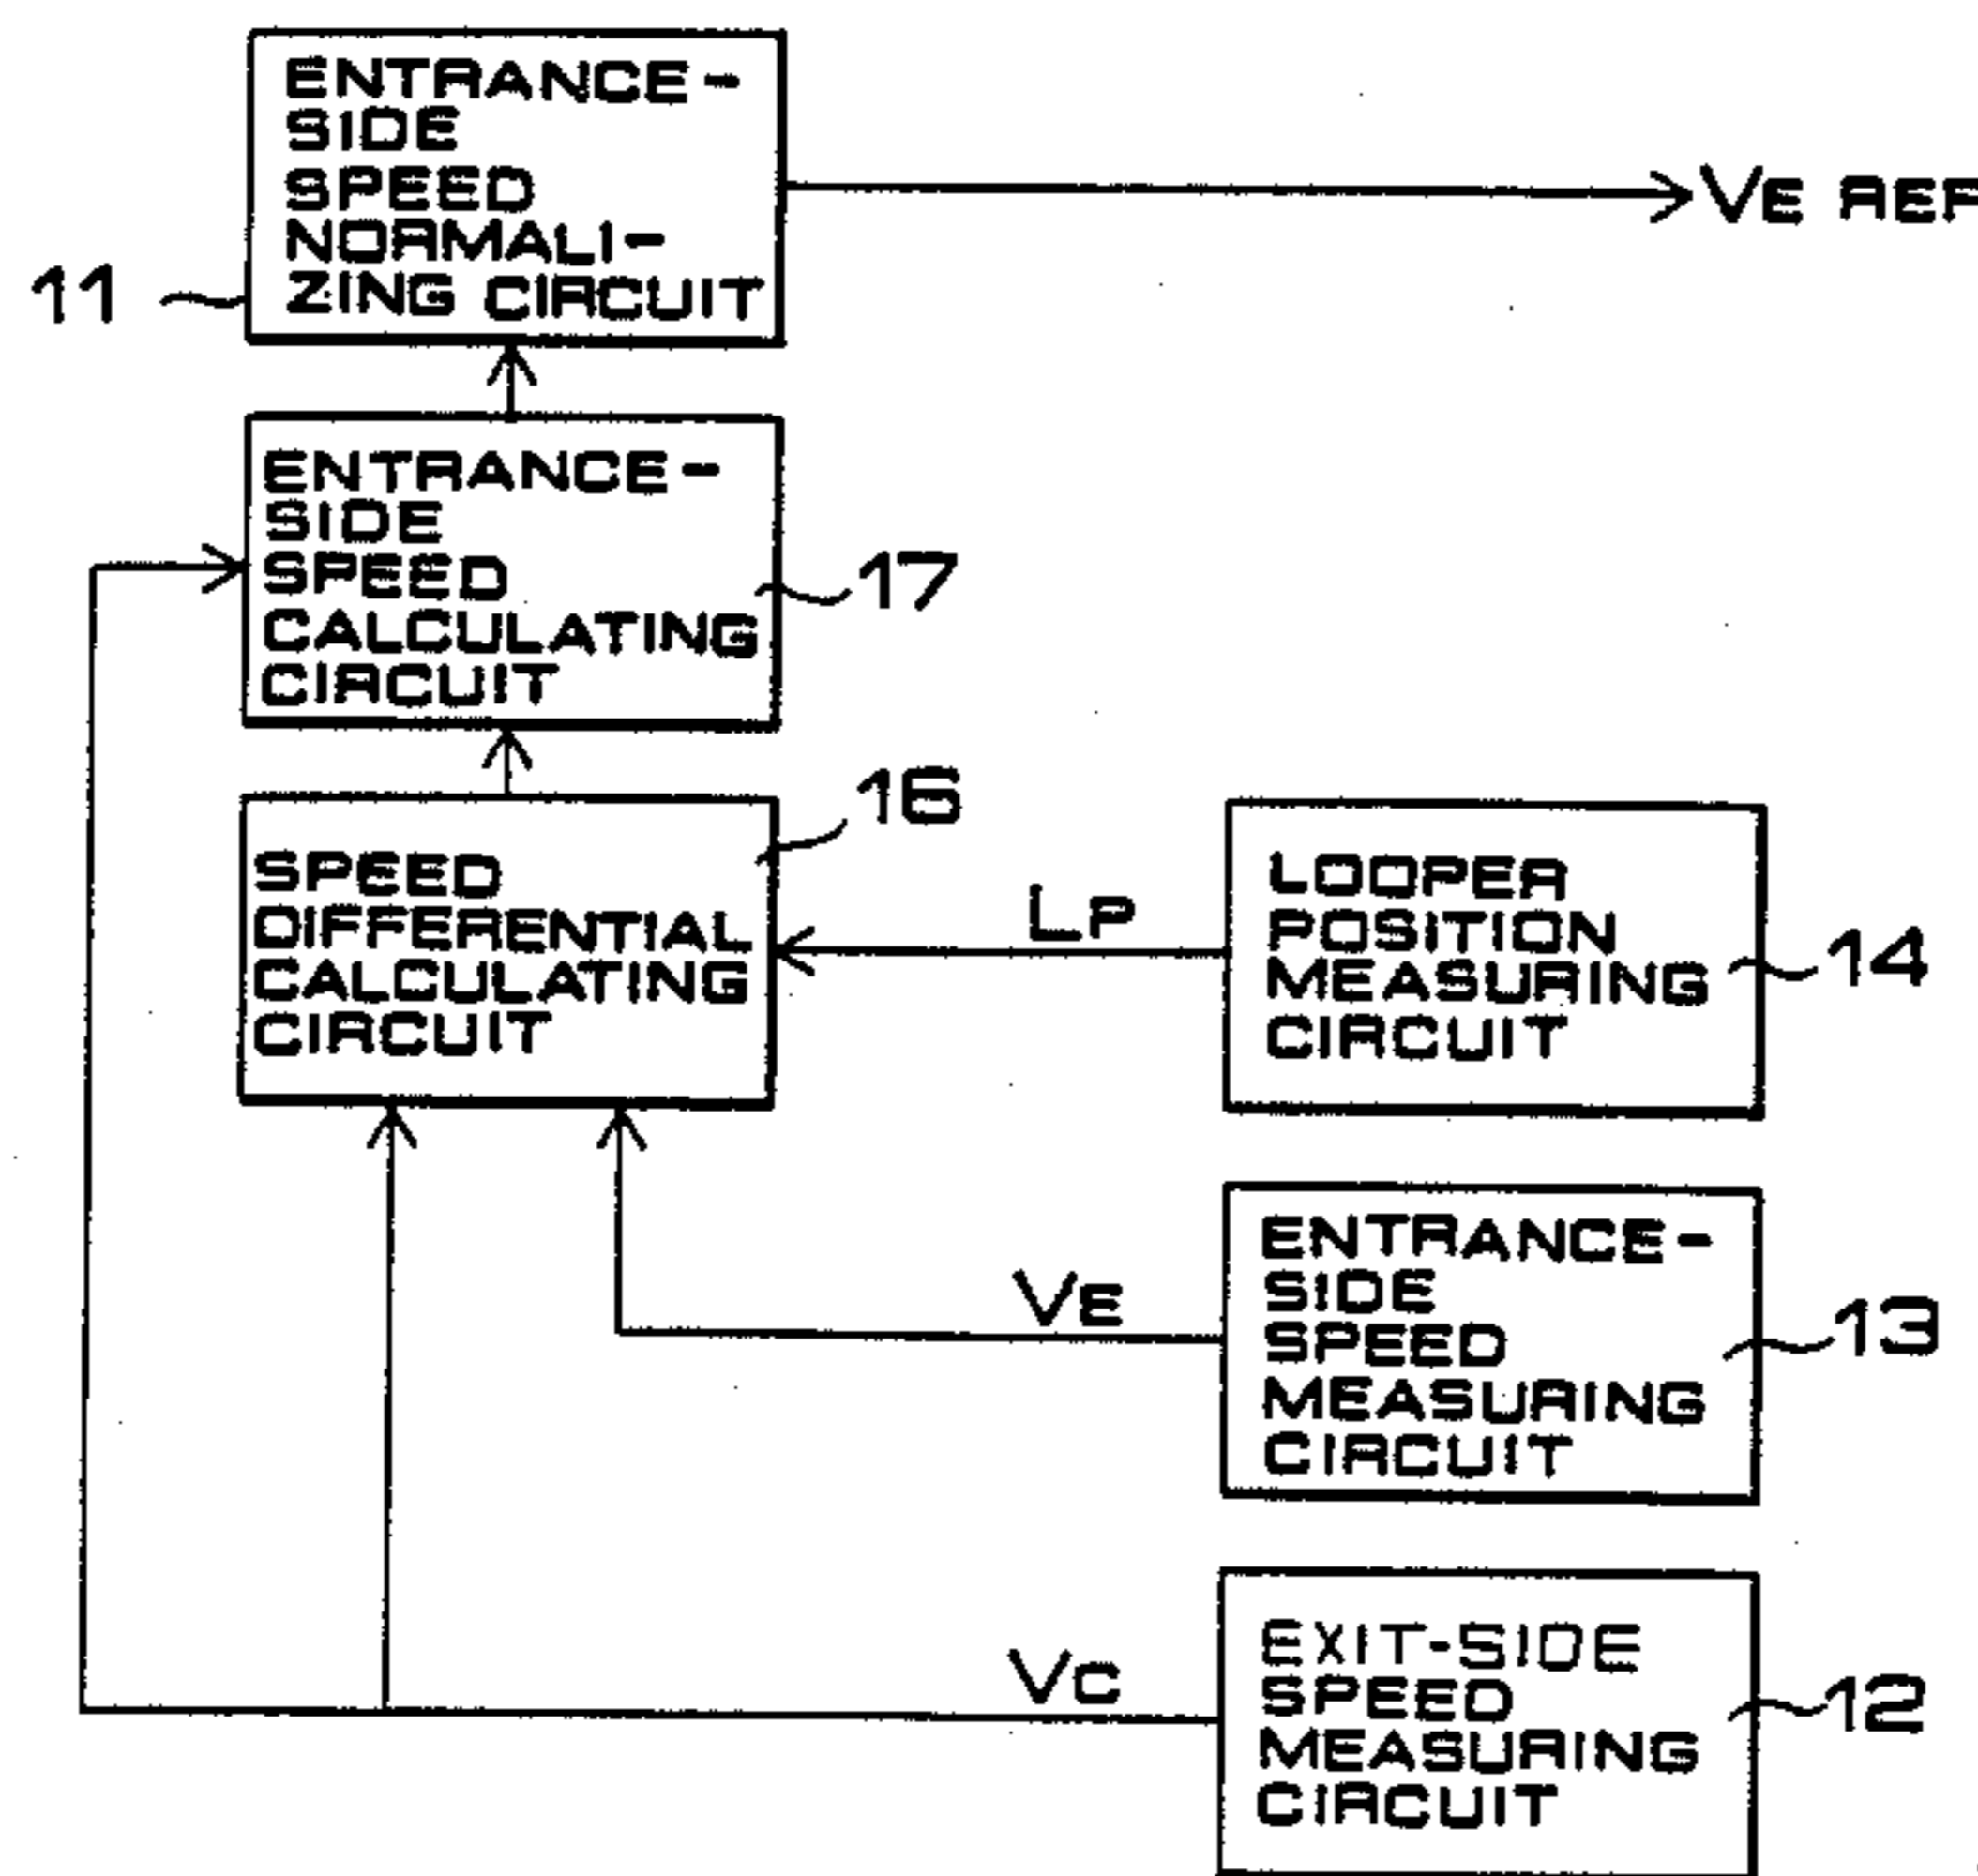 ENTRANCE-
SIDE
SPEED
NORMALI-
ZING CIRCUIT
11
VE REF
ENTRANCE-
SIDE
SPEED
CALCULATING
CIRCUIT
17
SPEED
DIFFERENTIAL
CALCULATING
CIRCUIT
16
LP
LOOPER
POSITION
MEASURING
CIRCUIT
14
VE
ENTRANCE-
SIDE
SPEED
MEASURING
CIRCUIT
13
VC
EXIT-SIDE
SPEED
MEASURING
CIRCUIT
12